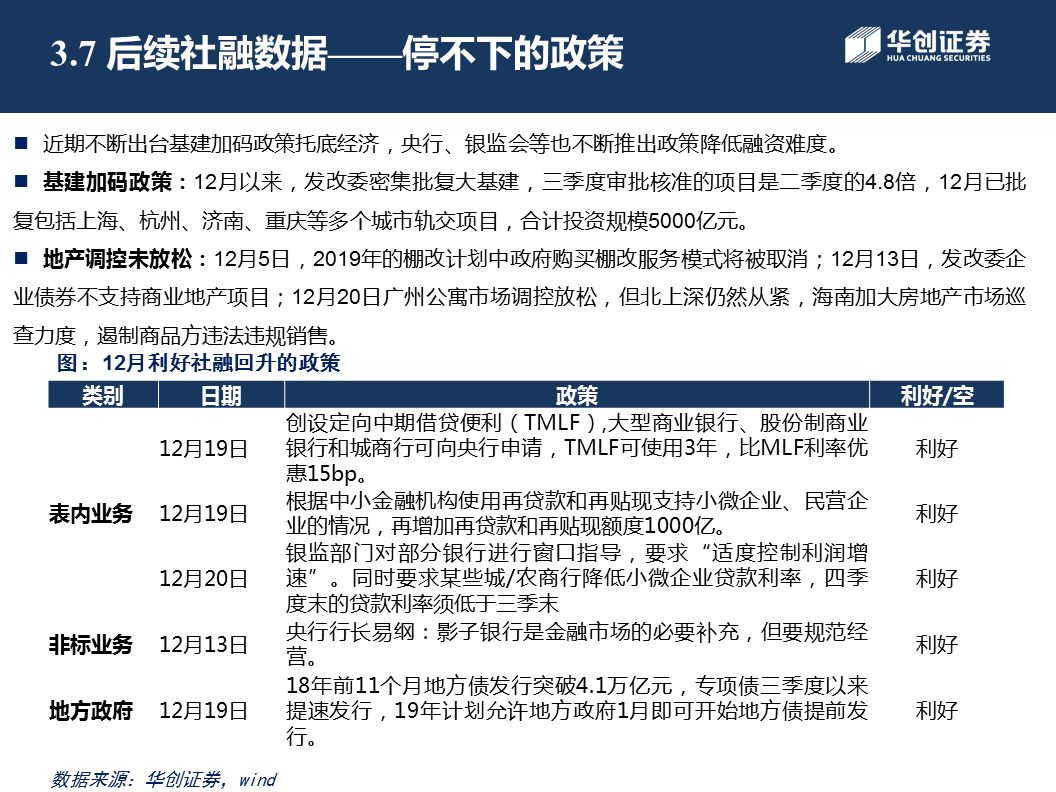 3.7 后续社融数据——停不下的政策
华创证券
HUA CHUANG SECURITIES
■ 近期不断出台基建加码政策托底经济，央行、银监会等也不断推出政策降低融资难度。
■ 基建加码政策：12月以来，发改委密集批复大基建，三季度审批核准的项目是二季度的4.8倍，12月已批
复包括上海、杭州、济南、重庆等多个城市轨交项目，合计投资规模5000亿元。
■ 地产调控未放松：12月5日，2019年的棚改计划中政府购买棚改服务模式将被取消；12月13日，发改委企
业债券不支持商业地产项目；12月20日广州公寓市场调控放松，但北上深仍然从紧，海南加大房地产市场巡
查力度，遏制商品方违法违规销售。
图：12月利好社融回升的政策
类别 日期 政策 利好/空
创设定向中期借贷便利（TMLF）,大型商业银行、股份制商业
12月19日 银行和城商行可向央行申请，TMLF可使用3年，比MLF利率优 利好
惠15bp。
根据中小金融机构使用再贷款和再贴现支持小微企业、民营企
表内业务 12月19日 业的情况，再增加再贷款和再贴现额度1000亿。 利好
银监部门对部分银行进行窗口指导，要求“适度控制利润增
12月20日 速”。同时要求某些城/农商行降低小微企业贷款利率，四季 利好
度末的贷款利率须低于三季末
非标业务 12月13日 央行行长易纲：影子银行是金融市场的必要补充，但要规范经 利好
营。
18年前11个月地方债发行突破4.1万亿元，专项债三季度以来
地方政府 12月19日 提速发行，19年计划允许地方政府1月即可开始地方债提前发 利好
行。
数据来源：华创证券，wind